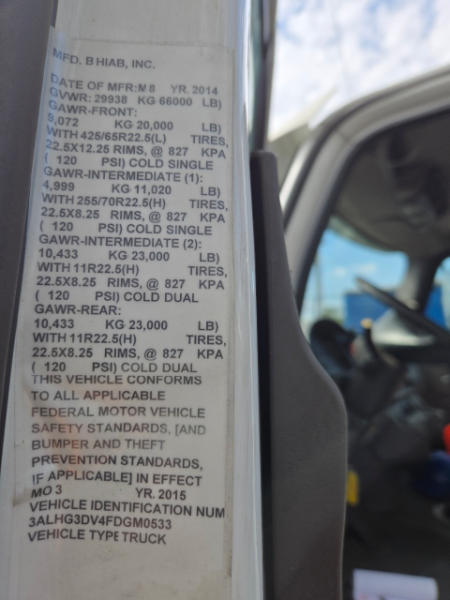 MFD. B HIAB, INC.
DATE OF MFR: M 8 YR. 2014
GVWR: 29938 KG 66000 LB)
GAWR-FRONT:
9,072 KG 20,000 LB)
WITH 425/65R22.5(L) TIRES,
22.5X12.25 RIMS, @ 827 KPA
( 120 PSI) COLD SINGLE
GAWR-INTERMEDIATE (1):
4,999 KG 11,020 LB)
WITH 255/70R22.5(H) TIRES,
22.5X8.25 RIMS, @ 827 KPA
( 120 PSI) COLD SINGLE
GAWR-INTERMEDIATE (2):
10,433 KG 23,000 LB)
WITH 11R22.5(H) TIRES,
22.5X8.25 RIMS, @ 827 KPA
( 120 PSI) COLD DUAL
GAWR-REAR:
10,433 KG 23,000 LB)
WITH 11R22.5(H) TIRES,
22.5X8.25 RIMS, @ 827 KPA
( 120 PSI) COLD DUAL
THIS VEHICLE CONFORMS
TO ALL APPLICABLE
FEDERAL MOTOR VEHICLE
SAFETY STANDARDS, [AND
BUMPER AND THEFT
PREVENTION STANDARDS,
IF APPLICABLE] IN EFFECT
MO 3 YR. 2015
VEHICLE IDENTIFICATION NUM
3ALHG3DV4FDGM0533
VEHICLE TYPE TRUCK